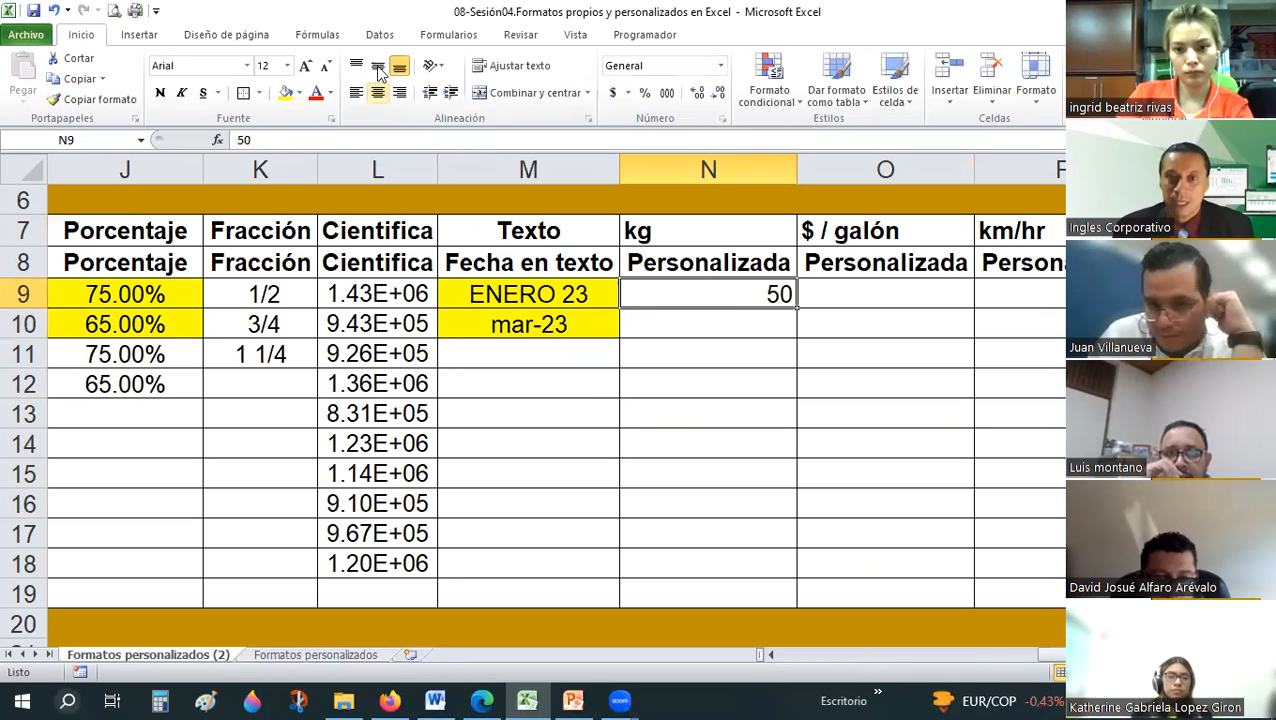 08-Sesión04.Formatos propios y personalizados en Excel - Microsoft Excel
Archivo Inicio Insertar Diseño de página Fórmulas Datos Formularios Revisar Vista Programador
Pegar
Cortar
Copiar
Copiar formato
Portapapeles
Arial 12
N K S
Fuente
Ajustar texto
Combinar y centrar
Alineación
General
$ % 000
Número
Formato condicional
Dar formato como tabla
Estilos de celda
Estilos
Insertar Eliminar Formato
Celdas
N9 fx 50
J K L M N O
6
7 Porcentaje Fracción Cientifica Texto kg $ / galón km/hr
8 Porcentaje Fracción Cientifica Fecha en texto Personalizada Personalizada Person
9 75.00% 1/2 1.43E+06 ENERO 23 50
10 65.00% 3/4 9.43E+05 mar-23
11 75.00% 1 1/4 9.26E+05
12 65.00% 1.36E+06
13 8.31E+05
14 1.23E+06
15 1.14E+06
16 9.10E+05
17 9.67E+05
18 1.20E+06
19
20
Formatos personalizados (2) Formatos personalizados
Listo
Escritorio » EUR/COP -0,43%
zoom
ingrid beatriz rivas
Ingles Corporativo
Juan Villanueva
Luis montano
David Josué Alfaro Arévalo
Katherine Gabriela Lopez Giron